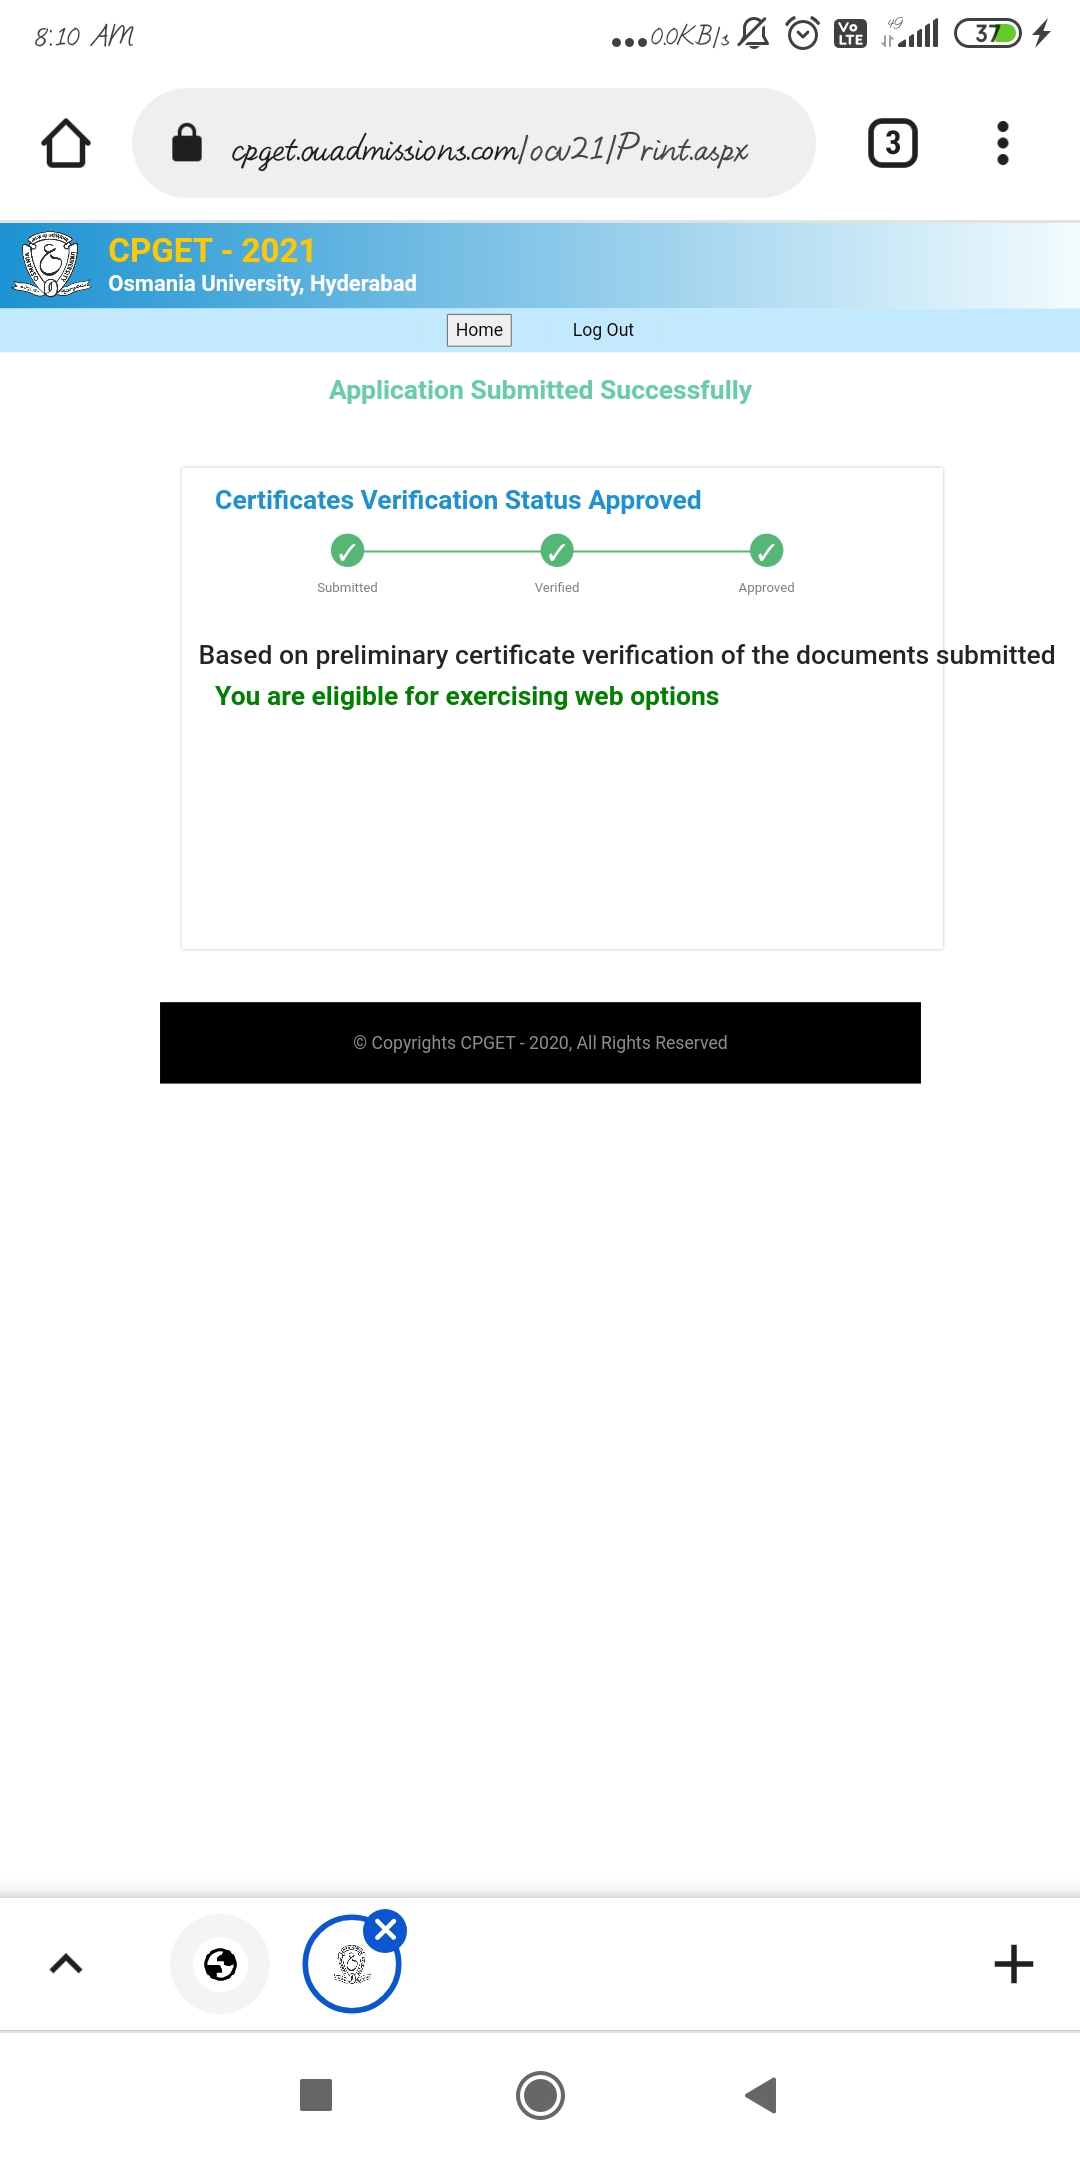 8:10 AM
0.0KB/s
Vo LTE
4G
37
cpget.ouadmissions.com/ocv21/Print.aspx
3
CPGET - 2021
Osmania University, Hyderabad
Home Log Out
Application Submitted Successfully
Certificates Verification Status Approved
Submitted Verified Approved
Based on preliminary certificate verification of the documents submitted
You are eligible for exercising web options
© Copyrights CPGET - 2020, All Rights Reserved